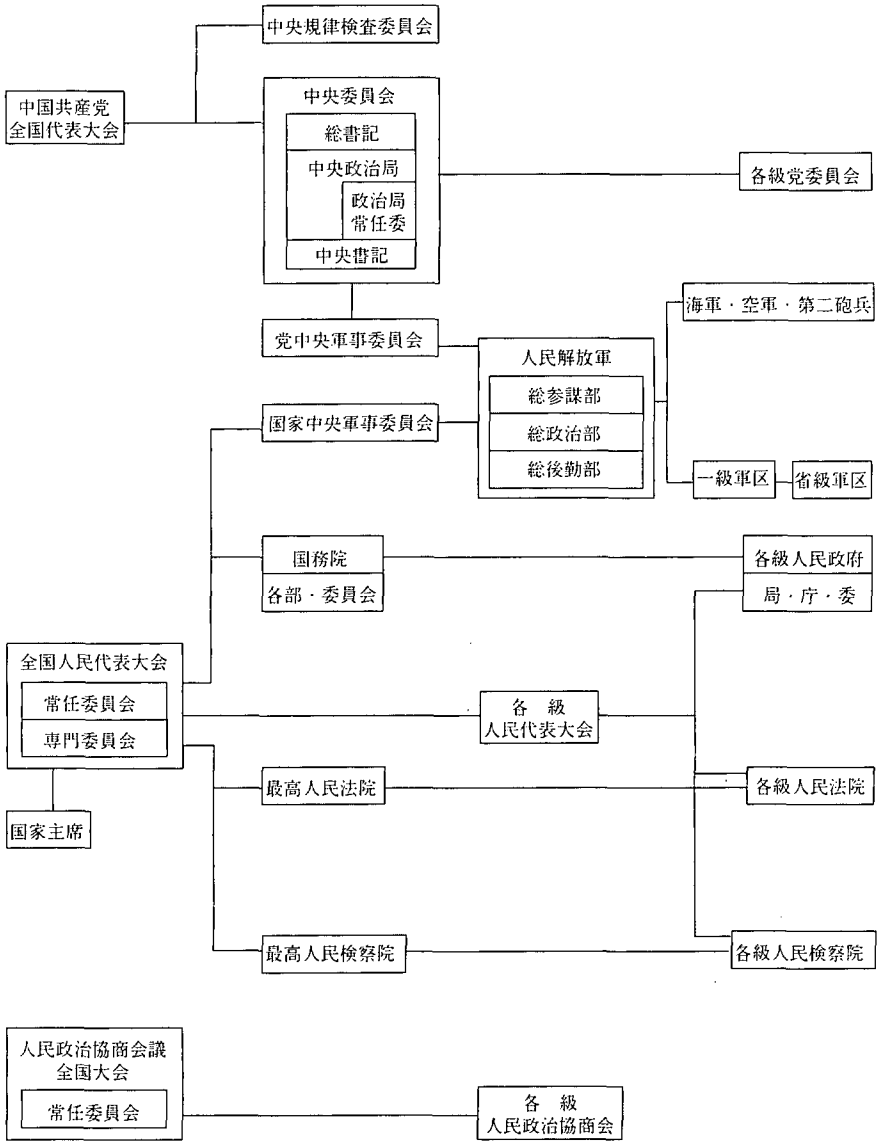 中央規律検査委員会
中国共産党
全国代表大会
中央委員会
総書記
中央政治局
政治局
常任委
中央書記
各級党委員会
党中央軍事委員会
国家中央軍事委員会
人民解放軍
総参謀部
総政治部
総後勤部
海軍・空軍・第二砲兵
一級軍区
省級軍区
国務院
各部・委員会
各級人民政府
局・庁・委
全国人民代表大会
常任委員会
専門委員会
国家主席
各　級
人民代表大会
最高人民法院
各級人民法院
最高人民検察院
各級人民検察院
人民政治協商会議
全国大会
常任委員会
各　級
人民政治協商会